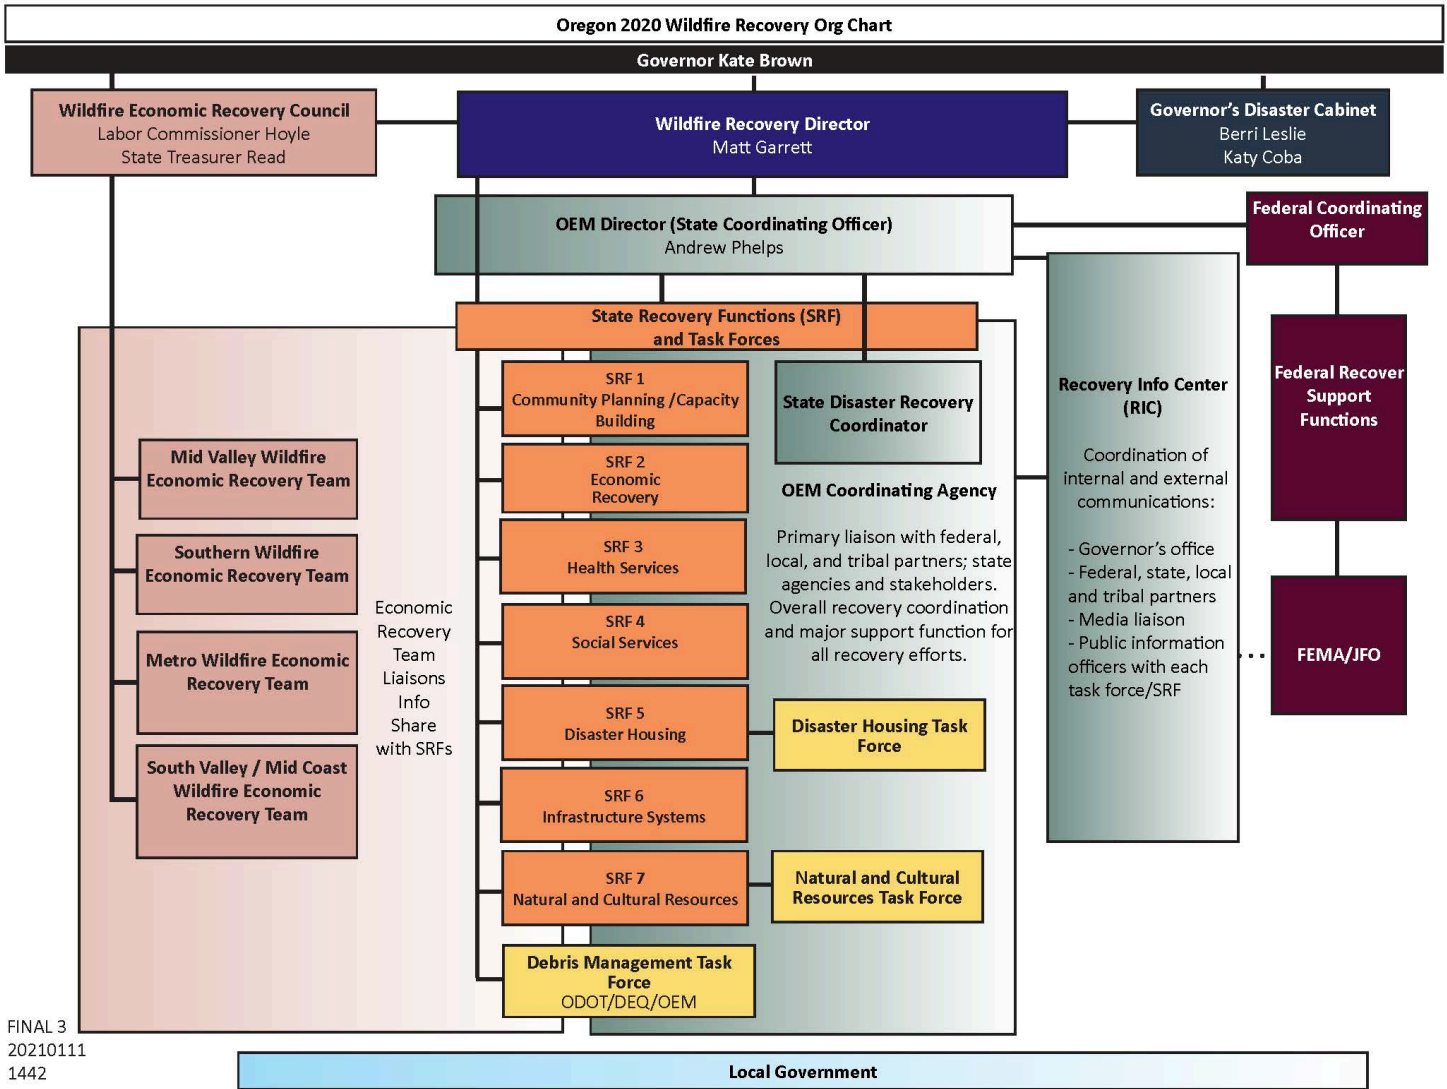 Oregon 2020 Wildfire Recovery Org Chart
Governor Kate Brown
Wildfire Economic Recovery Council
Labor Commissioner Hoyle
State Treasurer Read
Wildfire Recovery Director
Matt Garrett
Governor's Disaster Cabinet
Berri Leslie
Katy Coba
OEM Director (State Coordinating Officer)
Andrew Phelps
Federal Coordinating
Officer
State Recovery Functions (SRF)
and Task Forces
Mid Valley Wildfire
Economic Recovery Team
Southern Wildfire
Economic Recovery Team
Metro Wildfire Economic
Recovery Team
South Valley / Mid Coast
Wildfire Economic
Recovery Team
Economic
Recovery
Team
Liaisons
Info
Share
with SRFs
SRF 1
Community Planning /Capacity
Building
SRF 2
Economic
Recovery
SRF 3
Health Services
SRF 4
Social Services
SRF 5
Disaster Housing
SRF 6
Infrastructure Systems
SRF 7
Natural and Cultural Resources
Debris Management Task
Force
ODOT/DEQ/OEM
State Disaster Recovery
Coordinator
OEM Coordinating Agency
Primary liaison with federal,
local, and tribal partners; state
agencies and stakeholders.
Overall recovery coordination
and major support function for
all recovery efforts.
Disaster Housing Task
Force
Natural and Cultural
Resources Task Force
Recovery Info Center
(RIC)
Coordination of
internal and external
communications:
- Governor's office
- Federal, state, local
and tribal partners
- Media liaison
- Public information
officers with each
task force/SRF
Federal Recover
Support
Functions
FEMA/JFO
FINAL 3
20210111
1442
Local Government